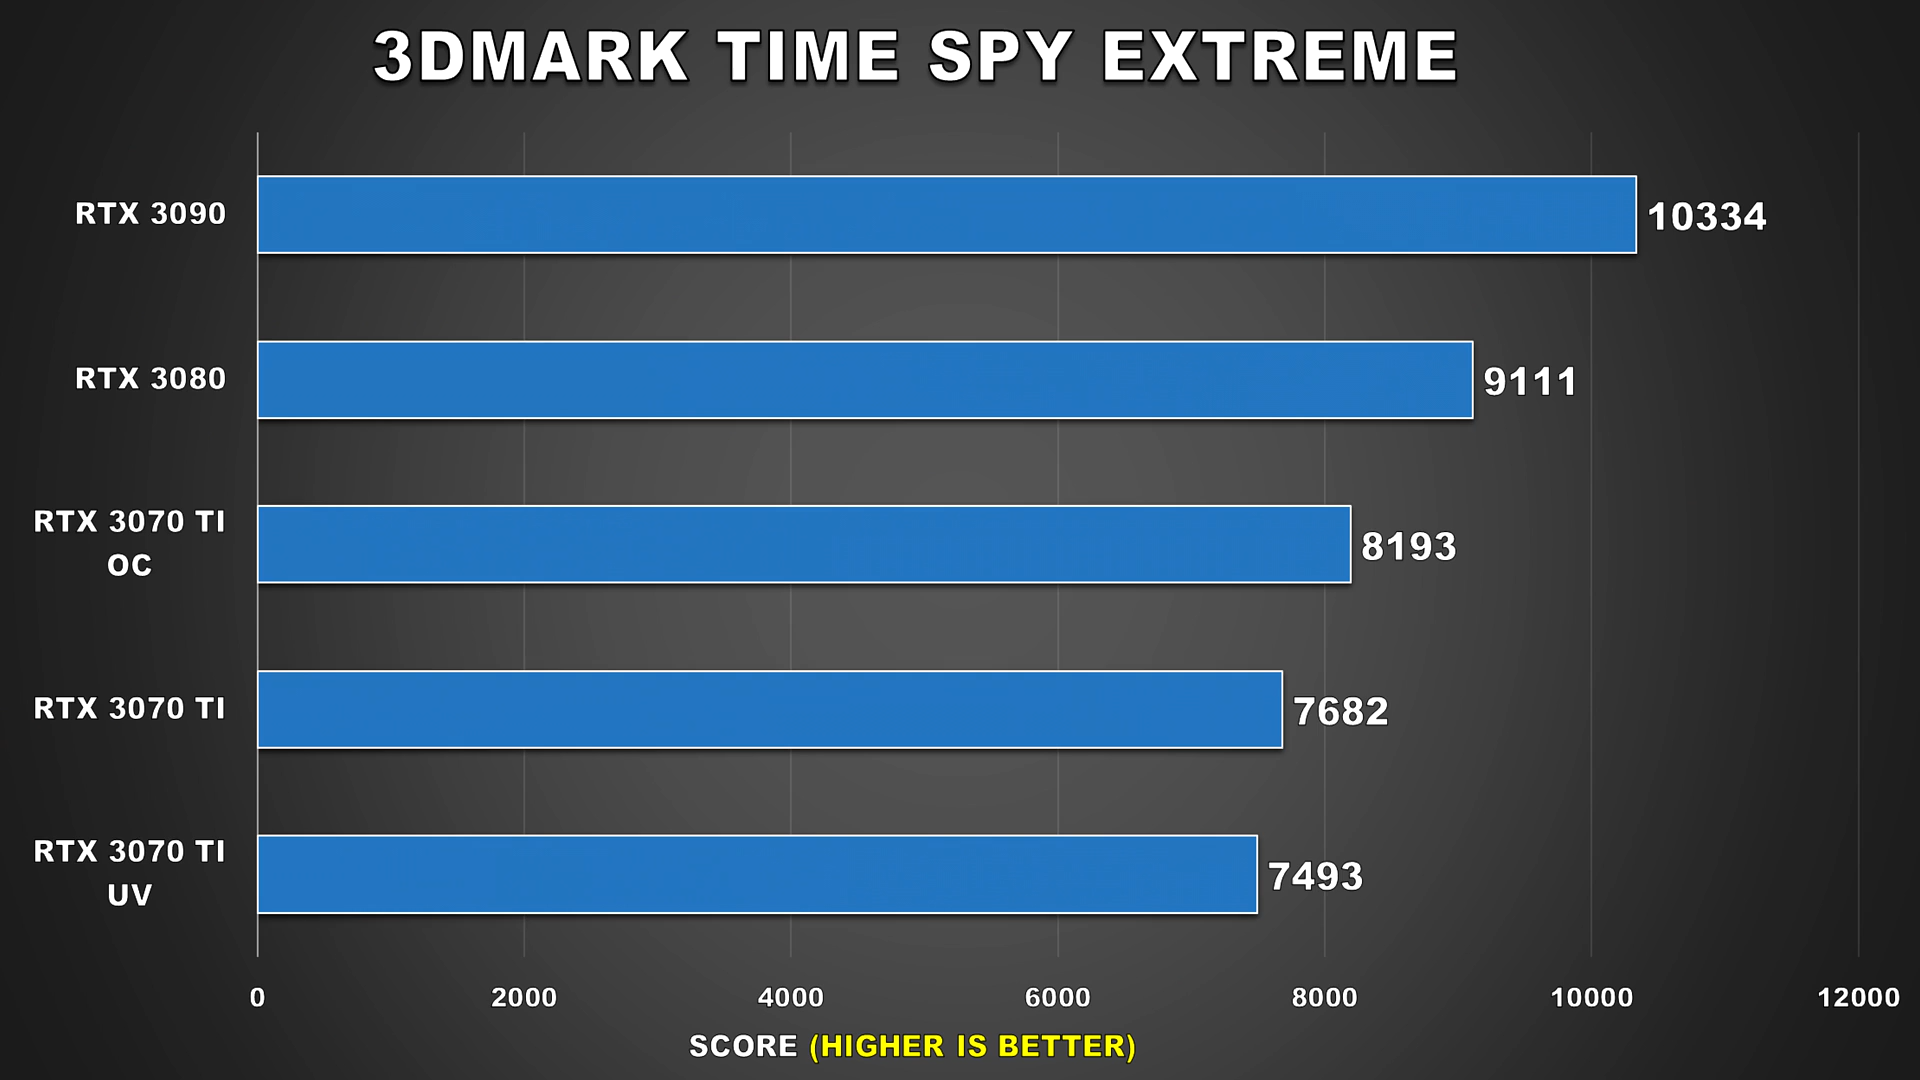 3DMARK TIME SPY EXTREME
RTX 3090
10334
RTX 3080
9111
RTX 3070 TI
OC
8193
RTX 3070 TI
7682
RTX 3070 TI
UV
7493
0 2000 4000 6000 8000 10000 12000
SCORE (HIGHER IS BETTER)